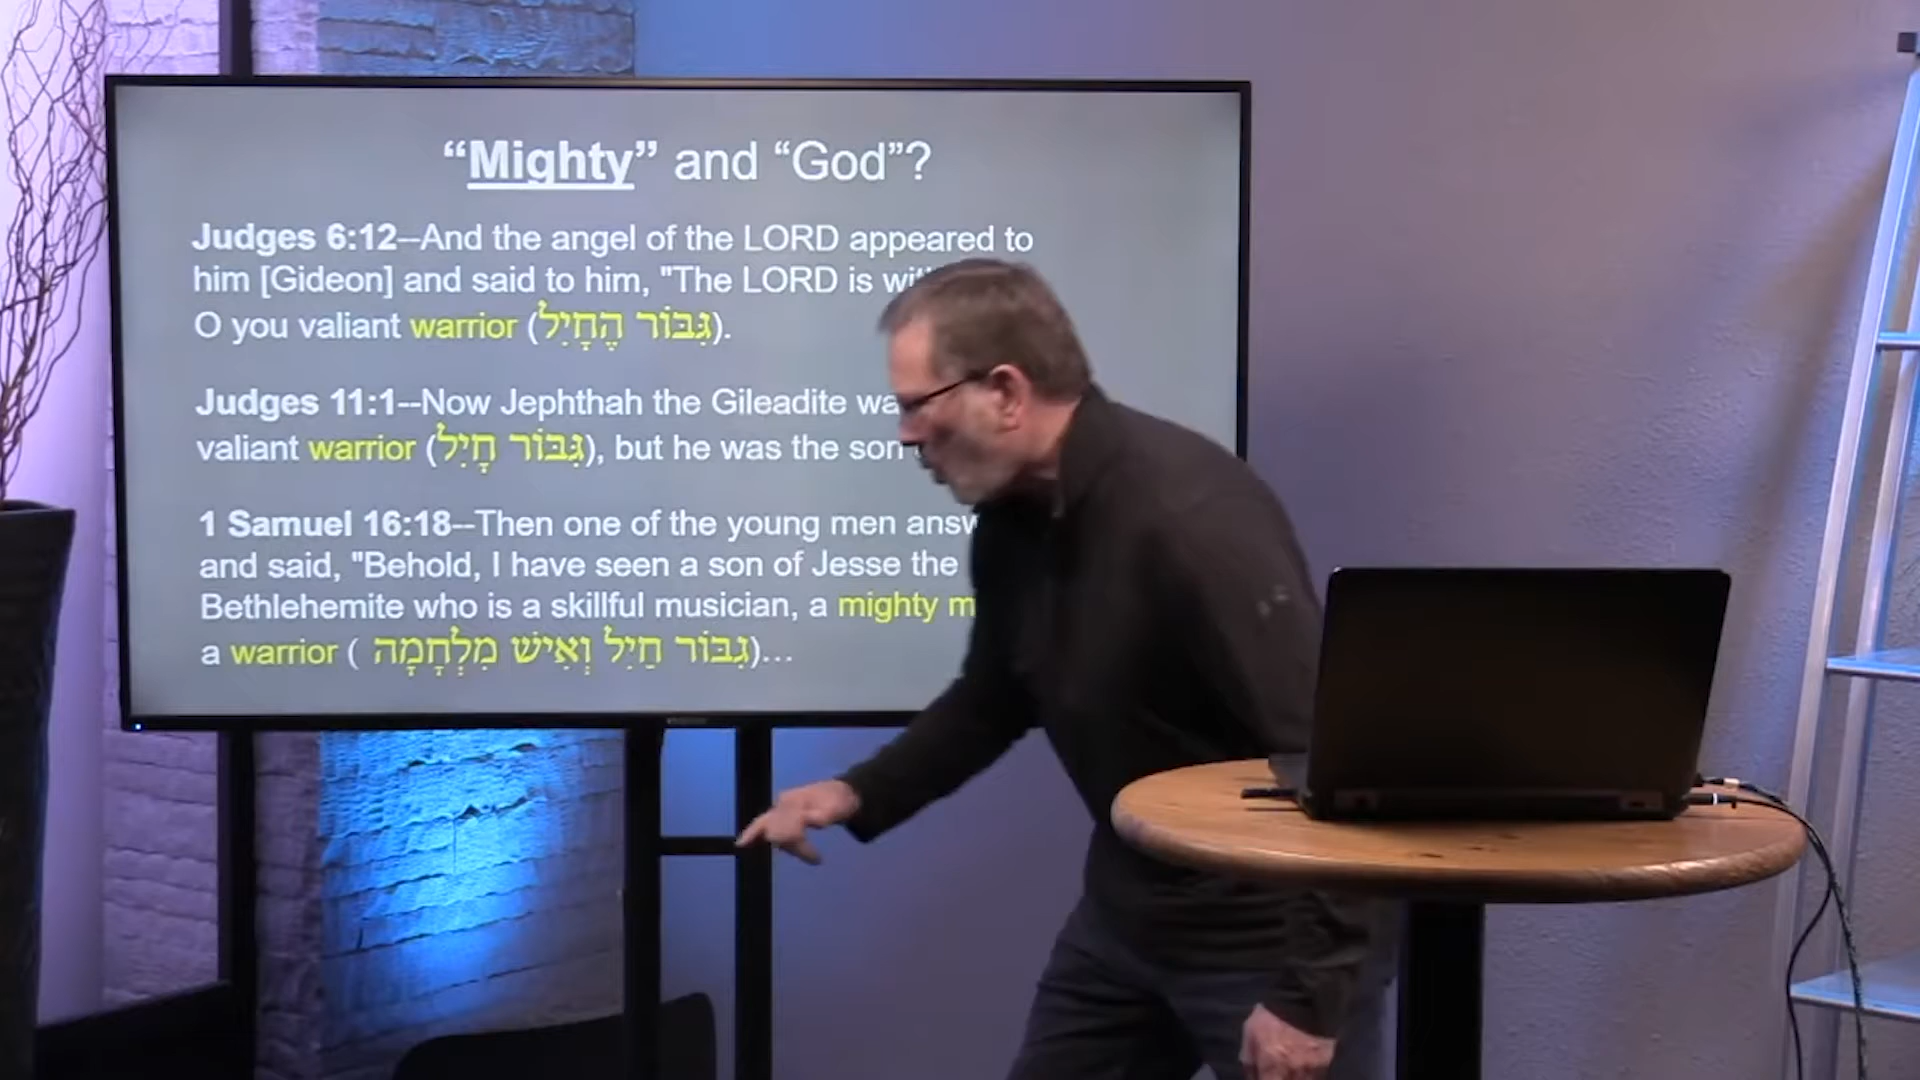 “Mighty” and “God”?
Judges 6:12--And the angel of the LORD appeared to
him [Gideon] and said to him, "The LORD is
O you valiant warrior (גִּבּוֹר הֶחָיִל).
Judges 11:1--Now Jephthah the Gileadite
valiant warrior (גִּבּוֹר חַיִל), but he was the son
1 Samuel 16:18--Then one of the young men
and said, "Behold, I have seen a son of Jesse the
Bethlehemite who is a skillful musician, a mighty
a warrior ( גִבּוֹר חַיִל וְאִישׁ מִלְחָמָה)...